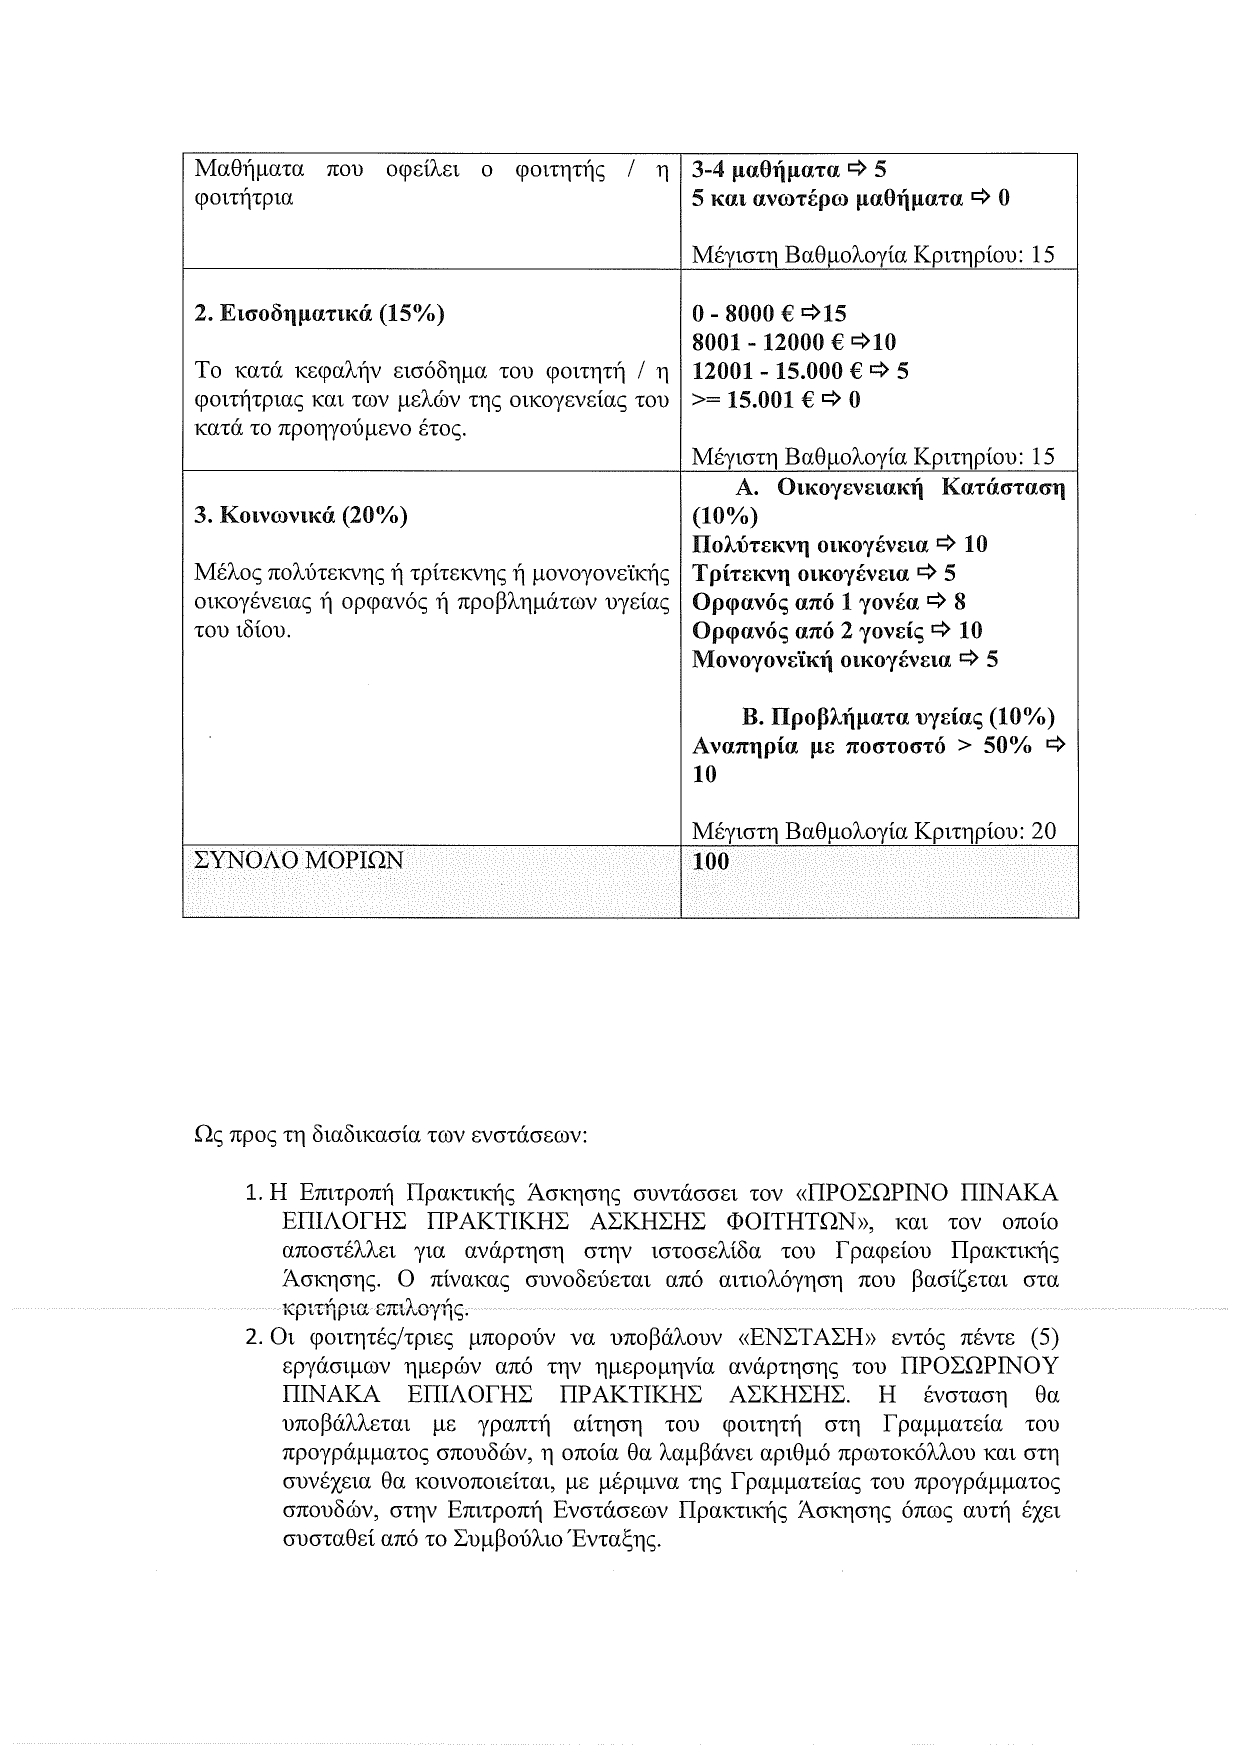 Μαθήματα που οφείλει ο φοιτητής / η
φοιτήτρια
3-4 μαθήματα ⇨ 5
5 και ανωτέρω μαθήματα ⇨ 0
Μέγιστη Βαθμολογία Κριτηρίου: 15
2. Εισοδηματικά (15%)
Το κατά κεφαλήν εισόδημα του φοιτητή / η
φοιτήτριας και των μελών της οικογενείας του
κατά το προηγούμενο έτος.
0 - 8000 € ⇨15
8001 - 12000 € ⇨10
12001 - 15.000 € ⇨ 5
>= 15.001 € ⇨ 0
Μέγιστη Βαθμολογία Κριτηρίου: 15
3. Κοινωνικά (20%)
Μέλος πολύτεκνης ή τρίτεκνης ή μονογονεϊκής
οικογένειας ή ορφανός ή προβλημάτων υγείας
του ιδίου.
Α. Οικογενειακή Κατάσταση
(10%)
Πολύτεκνη οικογένεια ⇨ 10
Τρίτεκνη οικογένεια ⇨ 5
Ορφανός από 1 γονέα ⇨ 8
Ορφανός από 2 γονείς ⇨ 10
Μονογονεϊκή οικογένεια ⇨ 5
Β. Προβλήματα υγείας (10%)
Αναπηρία με ποστοστό > 50% ⇨
10
Μέγιστη Βαθμολογία Κριτηρίου: 20
ΣΥΝΟΛΟ ΜΟΡΙΩΝ
100
Ως προς τη διαδικασία των ενστάσεων:
1. Η Επιτροπή Πρακτικής Άσκησης συντάσσει τον «ΠΡΟΣΩΡΙΝΟ ΠΙΝΑΚΑ
ΕΠΙΛΟΓΗΣ ΠΡΑΚΤΙΚΗΣ ΑΣΚΗΣΗΣ ΦΟΙΤΗΤΩΝ», και τον οποίο
αποστέλλει για ανάρτηση στην ιστοσελίδα του Γραφείου Πρακτικής
Άσκησης. Ο πίνακας συνοδεύεται από αιτιολόγηση που βασίζεται στα
κριτήρια επιλογής.
2. Οι φοιτητές/τριες μπορούν να υποβάλουν «ΕΝΣΤΑΣΗ» εντός πέντε (5)
εργάσιμων ημερών από την ημερομηνία ανάρτησης του ΠΡΟΣΩΡΙΝΟΥ
ΠΙΝΑΚΑ ΕΠΙΛΟΓΗΣ ΠΡΑΚΤΙΚΗΣ ΑΣΚΗΣΗΣ. Η ένσταση θα
υποβάλλεται με γραπτή αίτηση του φοιτητή στη Γραμματεία του
προγράμματος σπουδών, η οποία θα λαμβάνει αριθμό πρωτοκόλλου και στη
συνέχεια θα κοινοποιείται, με μέριμνα της Γραμματείας του προγράμματος
σπουδών, στην Επιτροπή Ενστάσεων Πρακτικής Άσκησης όπως αυτή έχει
συσταθεί από το Συμβούλιο Ένταξης.